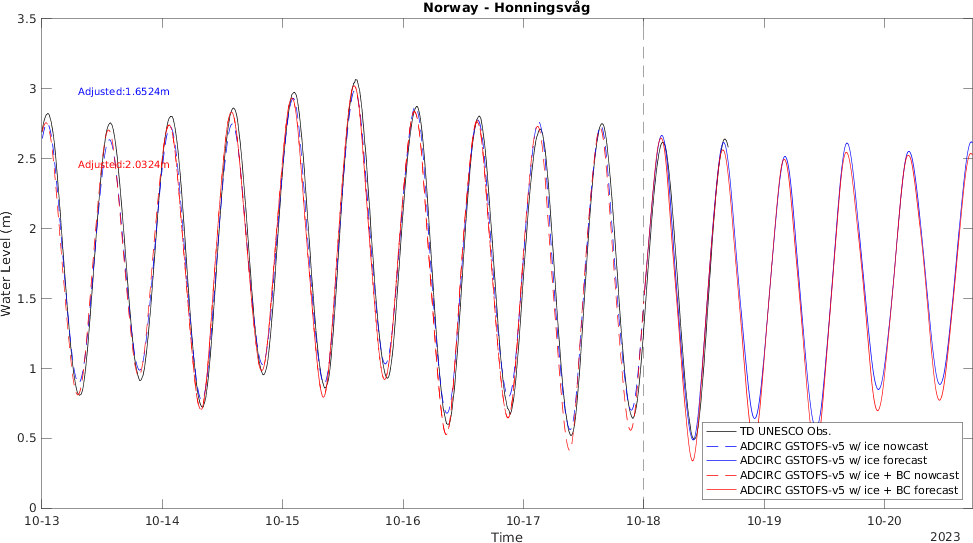 Norway - Honningsvåg
3.5
3
2.5
2
1.5
1
0.5
0
Water Level (m)
Adjusted:1.6524m
Adjusted:2.0324m
TD UNESCO Obs.
ADCIRC GSTOFS-v5 w/ ice nowcast
ADCIRC GSTOFS-v5 w/ ice forecast
ADCIRC GSTOFS-v5 w/ ice + BC nowcast
ADCIRC GSTOFS-v5 w/ ice + BC forecast
10-13 10-14 10-15 10-16 10-17 10-18 10-19 10-20
Time
2023